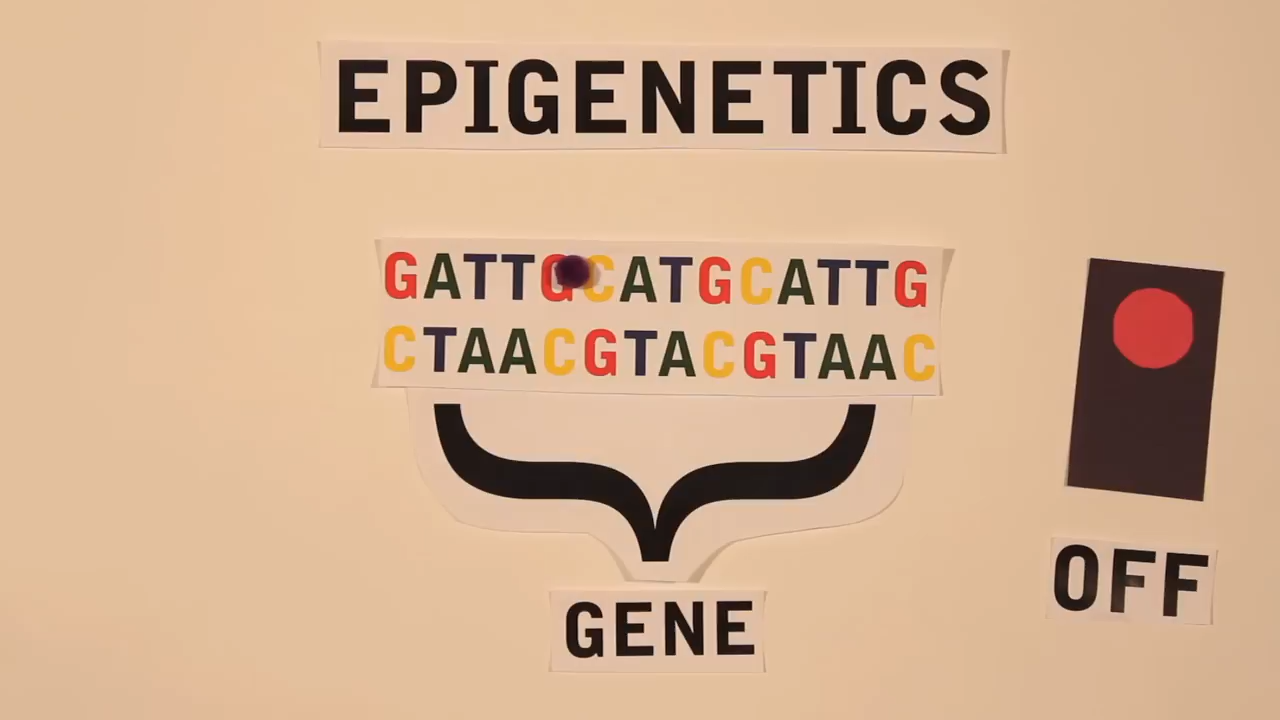 EPIGENETICS
GATTGCATGCATTG
CTAACGTACGTAAC
GENE
OFF